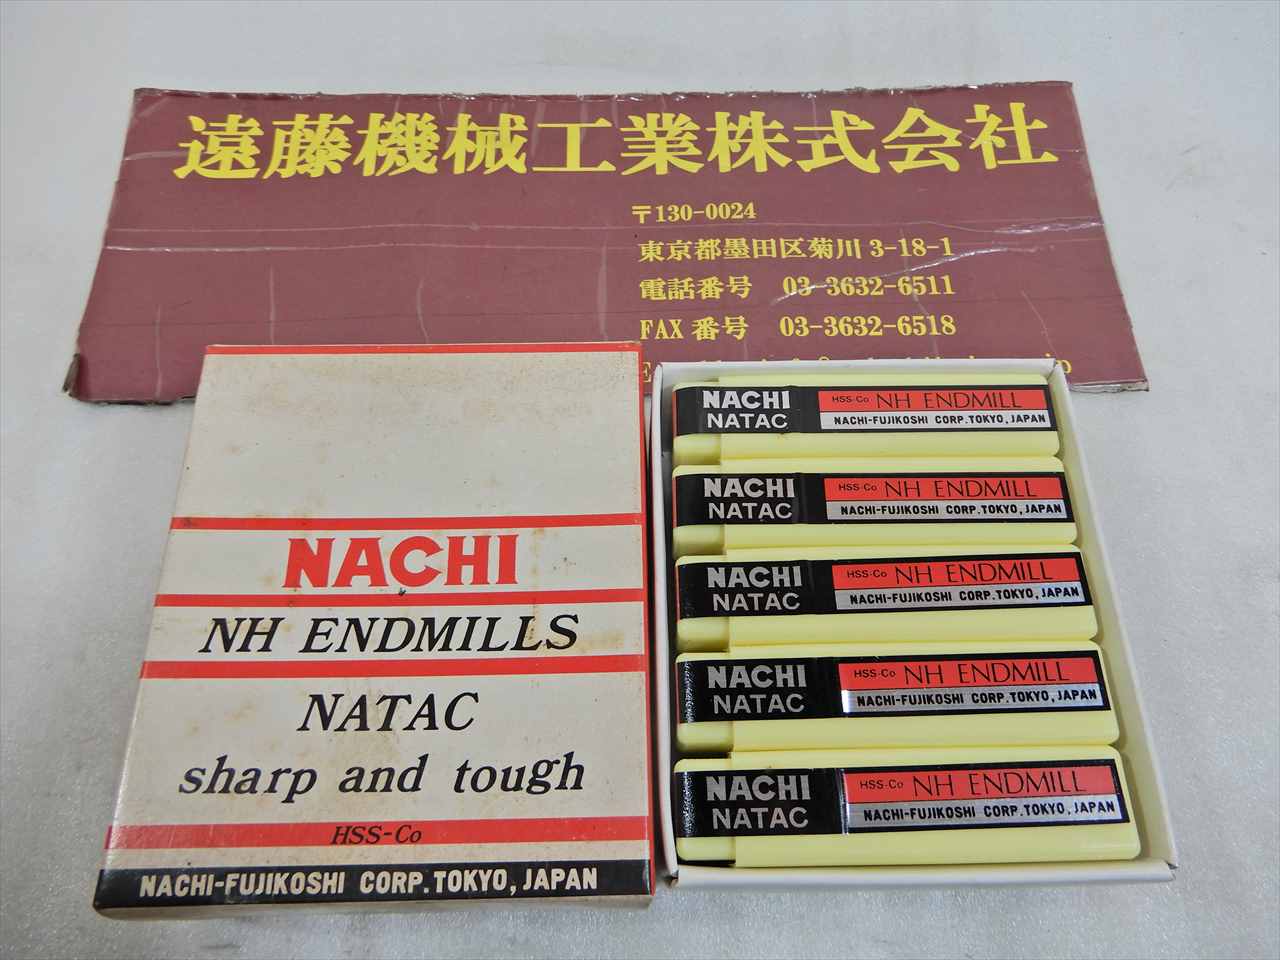 遠藤機械工業株式会社
〒130-0024
東京都墨田区菊川 3-18-1
電話番号 03-3632-6511
FAX 番号 03-3632-6518
NACHI
NH ENDMILLS
NATAC
sharp and tough
HSS-Co
NACHI-FUJIKOSHI CORP. TOKYO, JAPAN
NACHI HSS-Co NH ENDMILL
NATAC NACHI-FUJIKOSHI CORP. TOKYO, JAPAN
NACHI HSS-Co NH ENDMILL
NATAC NACHI-FUJIKOSHI CORP. TOKYO, JAPAN
NACHI HSS-Co NH ENDMILL
NATAC NACHI-FUJIKOSHI CORP. TOKYO, JAPAN
NACHI HSS-Co NH ENDMILL
NATAC NACHI-FUJIKOSHI CORP. TOKYO, JAPAN
NACHI HSS-Co NH ENDMILL
NATAC NACHI-FUJIKOSHI CORP. TOKYO, JAPAN